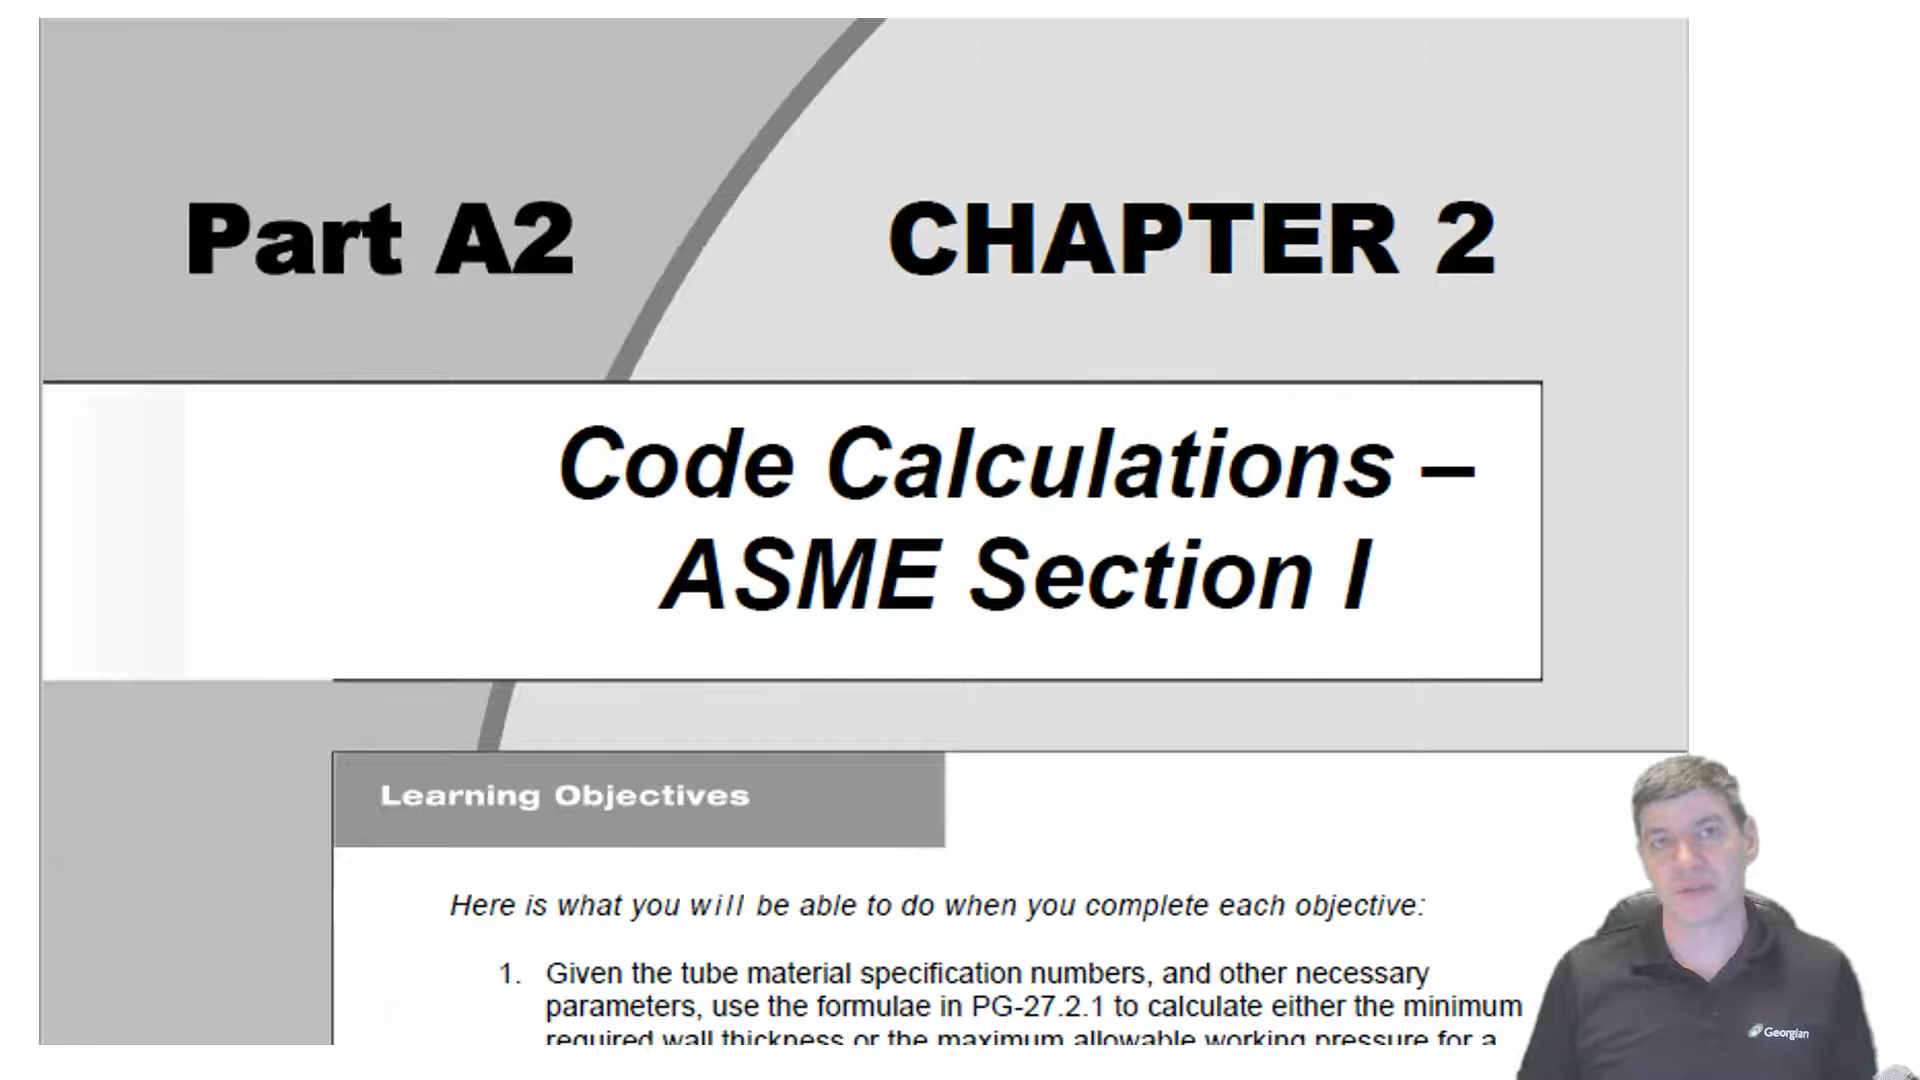 Part A2
CHAPTER 2
Code Calculations –
ASME Section I
Learning Objectives
Here is what you will be able to do when you complete each objective:
1. Given the tube material specification numbers, and other necessary
parameters, use the formulae in PG-27.2.1 to calculate either the minimum
required wall thickness or the maximum allowable working pressure for a
Georgian